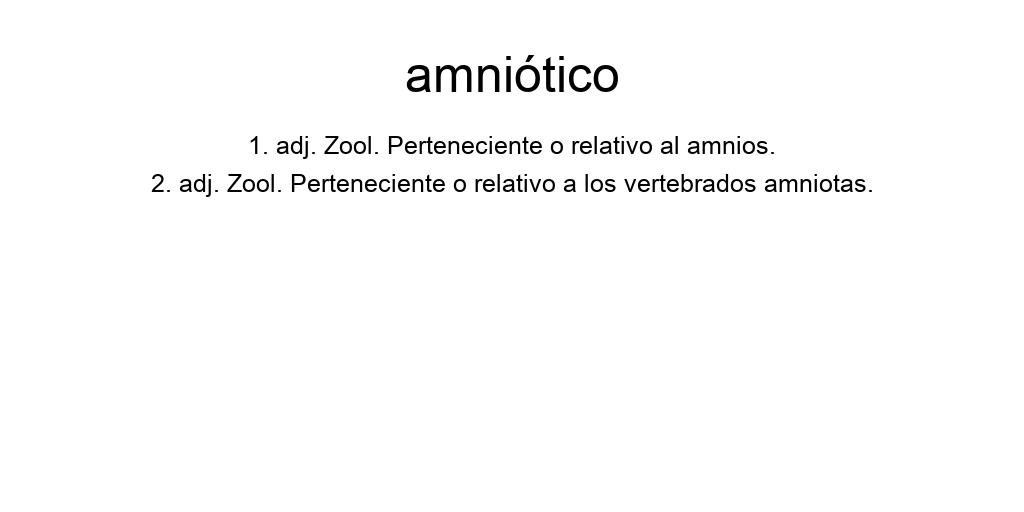 amniótico
1. adj. Zool. Perteneciente o relativo al amnios.
2. adj. Zool. Perteneciente o relativo a los vertebrados amniotas.